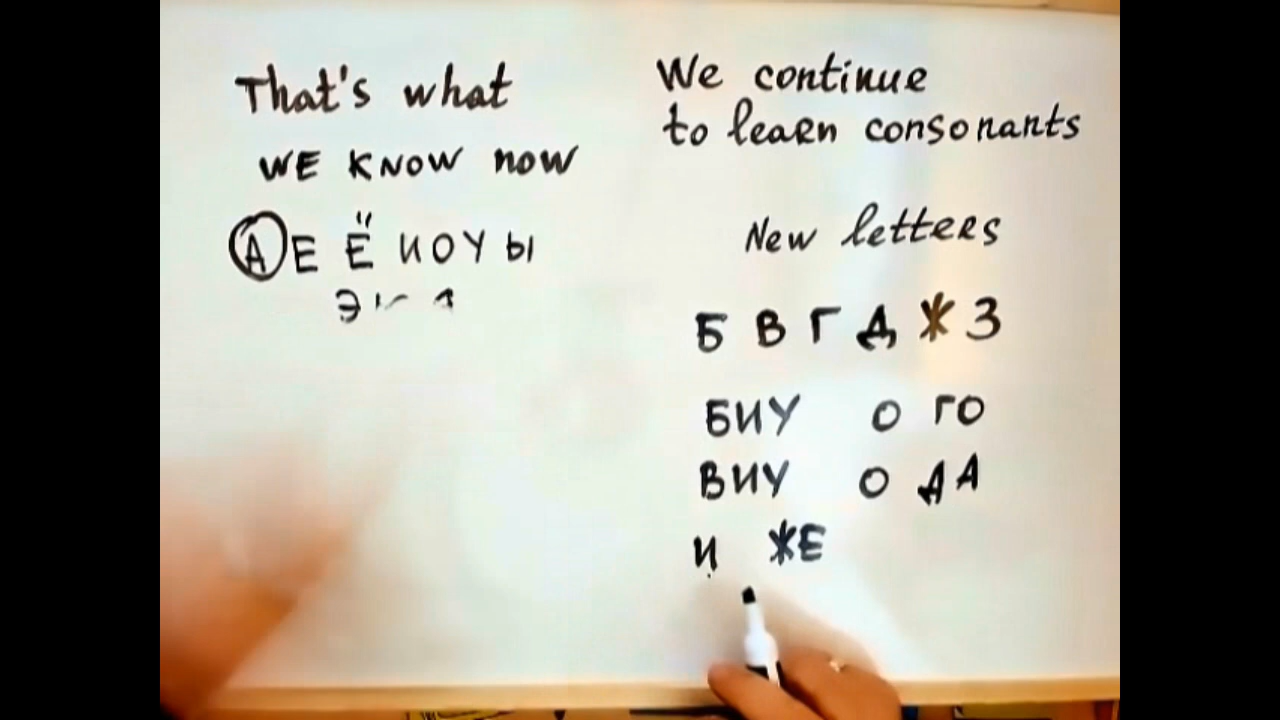 That's what
WE KNOW now
А Е Ё И О У Ы
Э
We continue
to learn consonants
New letters
Б В Г Д Ж З
БИУ О ГО
ВИУ О ДА
И ЖЕ